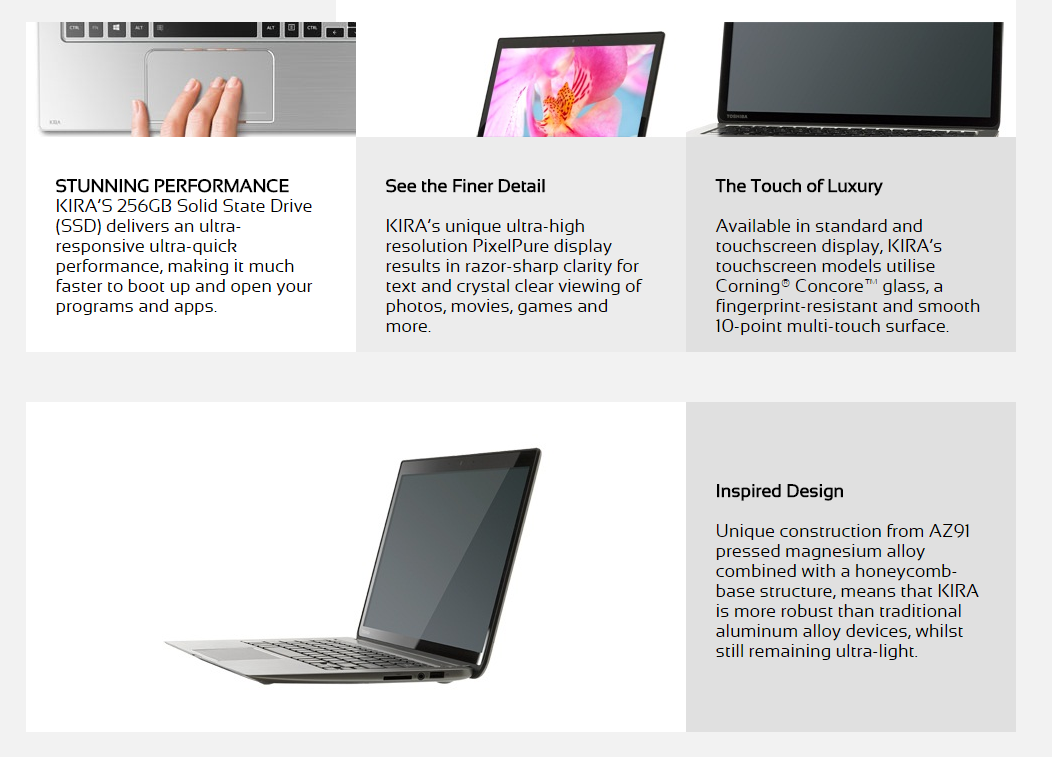 CTRL FN ALT ALT CTRL
KIRA
TOSHIBA
STUNNING PERFORMANCE
KIRA'S 256GB Solid State Drive
(SSD) delivers an ultra-
responsive ultra-quick
performance, making it much
faster to boot up and open your
programs and apps.
See the Finer Detail
KIRA's unique ultra-high
resolution PixelPure display
results in razor-sharp clarity for
text and crystal clear viewing of
photos, movies, games and
more.
The Touch of Luxury
Available in standard and
touchscreen display, KIRA's
touchscreen models utilise
Corning® Concore™ glass, a
fingerprint-resistant and smooth
10-point multi-touch surface.
Inspired Design
Unique construction from AZ91
pressed magnesium alloy
combined with a honeycomb-
base structure, means that KIRA
is more robust than traditional
aluminum alloy devices, whilst
still remaining ultra-light.